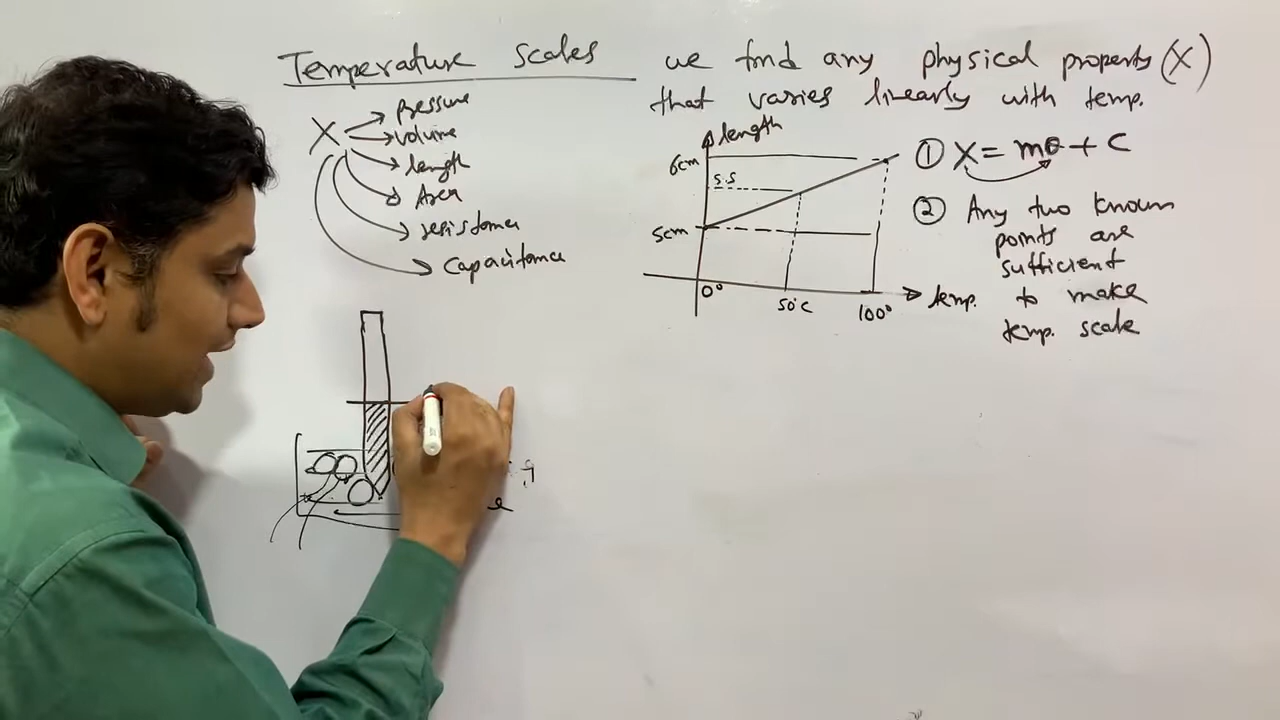 Temperature Scales
X
pressure
volume
length
Area
resistance
Capacitance
we find any physical property (X)
that varies linearly with temp.
length
6cm
5.5
5cm
0°
50°C
100°
temp.
① X = mθ + C
② Any two known
points are
sufficient
to make
temp. scale